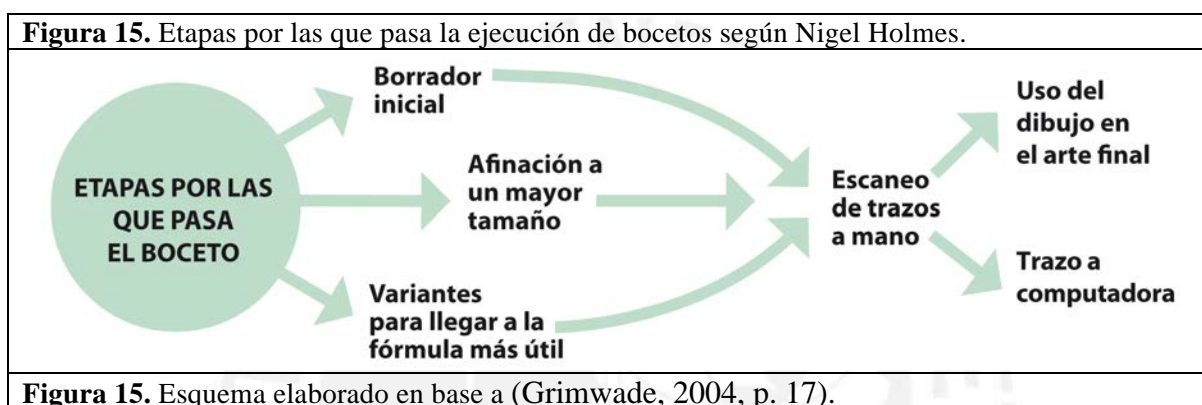 Figura 15. Etapas por las que pasa la ejecución de bocetos según Nigel Holmes.
ETAPAS POR LAS
QUE PASA
EL BOCETO
Borrador
inicial
Afinación a
un mayor
tamaño
Variantes
para llegar a la
fórmula más útil
Escaneo
de trazos
a mano
Uso del
dibujo en
el arte final
Trazo a
computadora
Figura 15. Esquema elaborado en base a (Grimwade, 2004, p. 17).